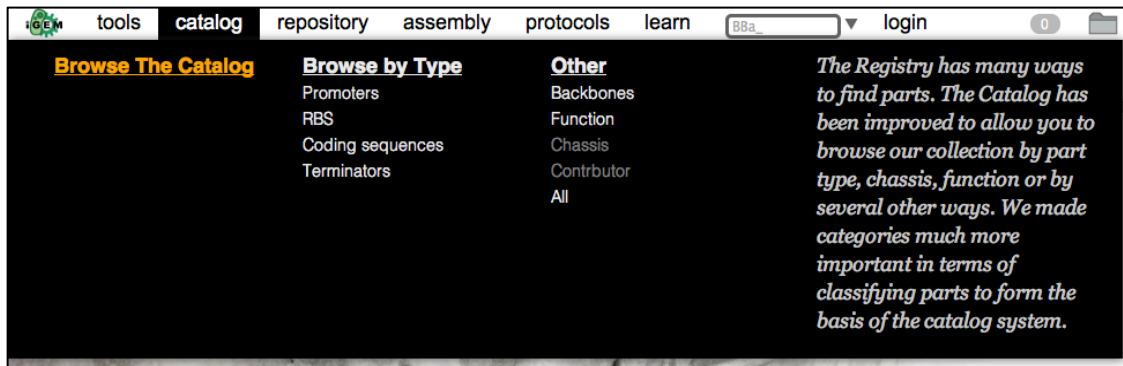 iGEM tools catalog repository assembly protocols learn BBa_ login 0
Browse The Catalog
Browse by Type
Promoters
RBS
Coding sequences
Terminators
Other
Backbones
Function
Chassis
Contrbutor
All
The Registry has many ways
to find parts. The Catalog has
been improved to allow you to
browse our collection by part
type, chassis, function or by
several other ways. We made
categories much more
important in terms of
classifying parts to form the
basis of the catalog system.